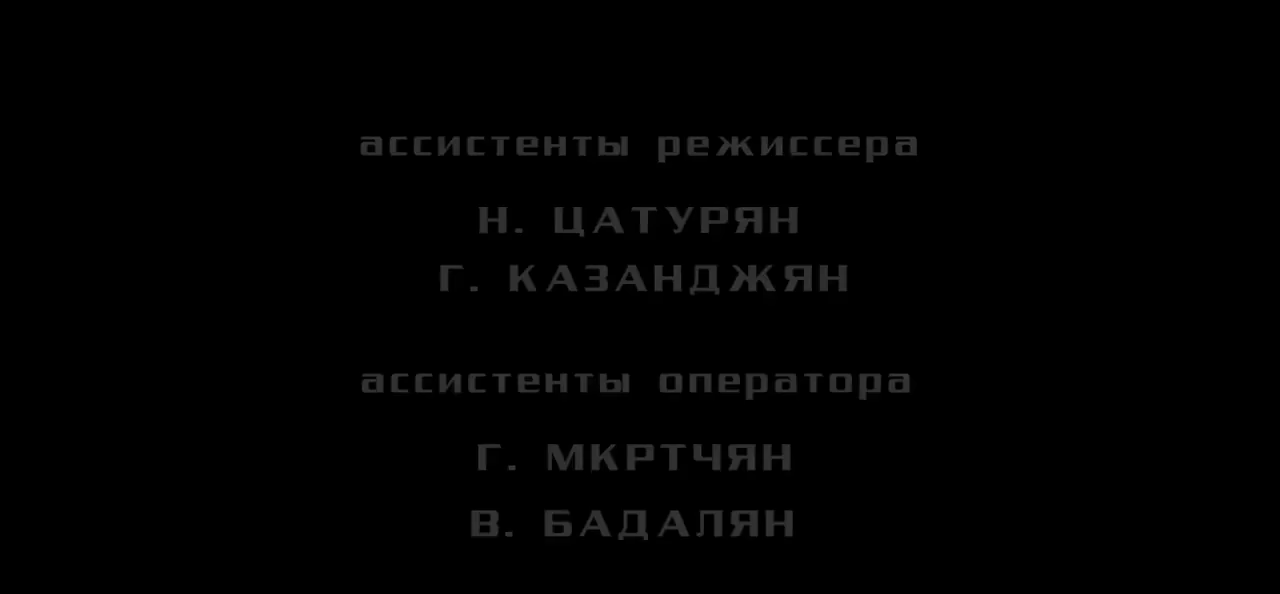 ассистенты режиссера
Н. ЦАТУРЯН
Г. КАЗАНДЖЯН
ассистенты оператора
Г. МКРТЧЯН
В. БАДАЛЯН